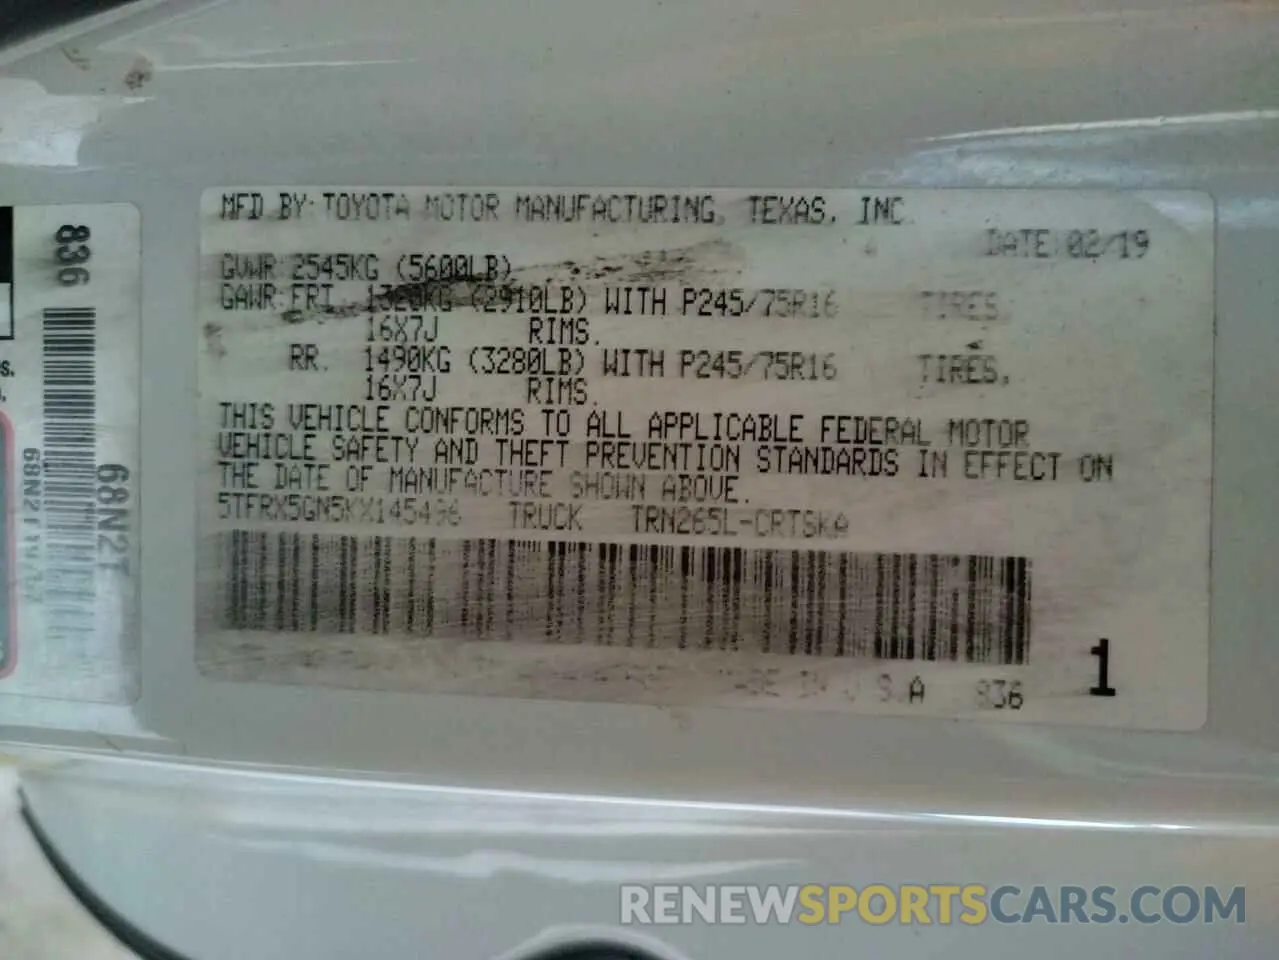 MFD BY: TOYOTA MOTOR MANUFACTURING, TEXAS, INC.
DATE: 02/19
GVWR: 2545KG (5600LB)
GAWR: FRT. 1320KG (2910LB) WITH P245/75R16 TIRES,
16X7J RIMS.
RR. 1490KG (3280LB) WITH P245/75R16 TIRES,
16X7J RIMS.
THIS VEHICLE CONFORMS TO ALL APPLICABLE FEDERAL MOTOR
VEHICLE SAFETY AND THEFT PREVENTION STANDARDS IN EFFECT ON
THE DATE OF MANUFACTURE SHOWN ABOVE.
5TFRX5GN5KX145496 TRUCK TRN265L-CRTSKA
MADE IN U.S.A 836
1
836
68N2T
RENEWSPORTSCARS.COM